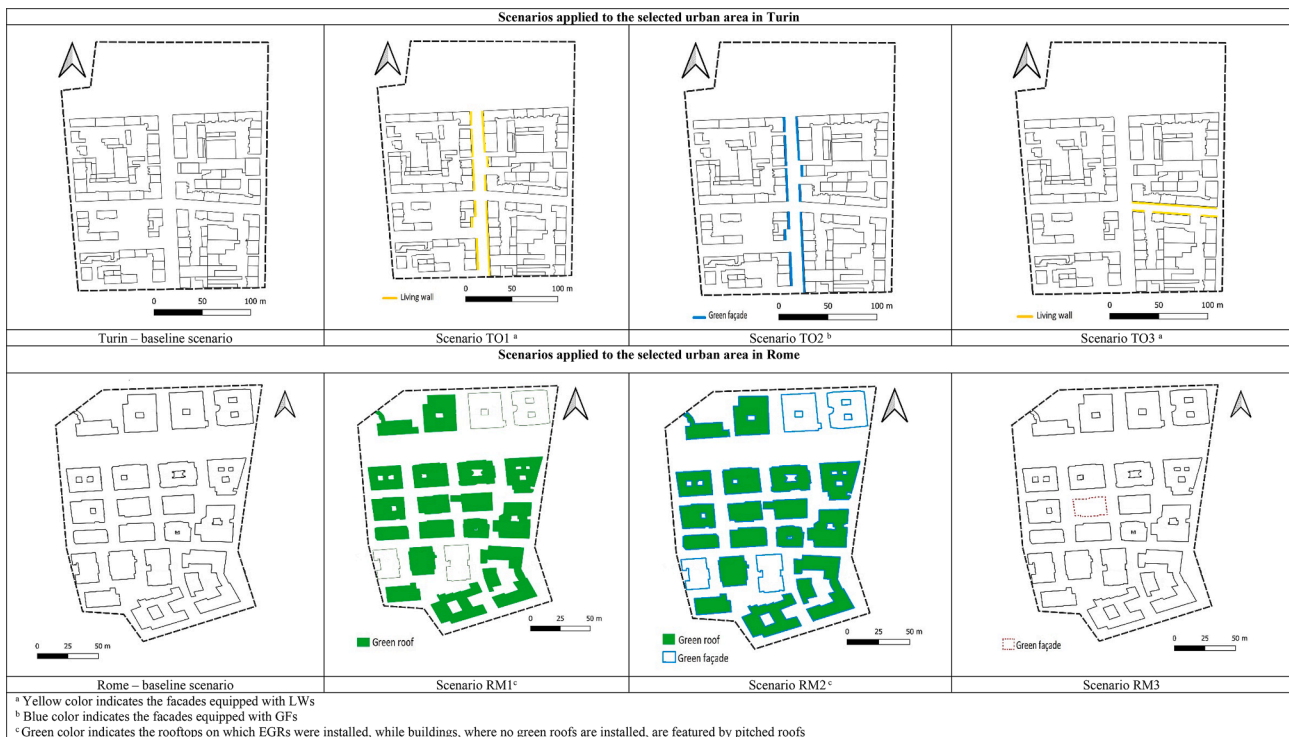 Scenarios applied to the selected urban area in Turin
0 50 100 m
Turin – baseline scenario
0 50 100 m
Living wall
Scenario TO1 ᵃ
0 50 100 m
Green façade
Scenario TO2 ᵇ
0 50 100 m
Living wall
Scenario TO3 ᵃ
Scenarios applied to the selected urban area in Rome
0 25 50 m
Rome – baseline scenario
0 25 50 m
Green roof
Scenario RM1ᶜ
0 25 50 m
Green roof
Green façade
Scenario RM2 ᶜ
0 25 50 m
Green façade
Scenario RM3
ᵃ Yellow color indicates the facades equipped with LWs
ᵇ Blue color indicates the facades equipped with GFs
ᶜ Green color indicates the rooftops on which EGRs were installed, while buildings, where no green roofs are installed, are featured by pitched roofs